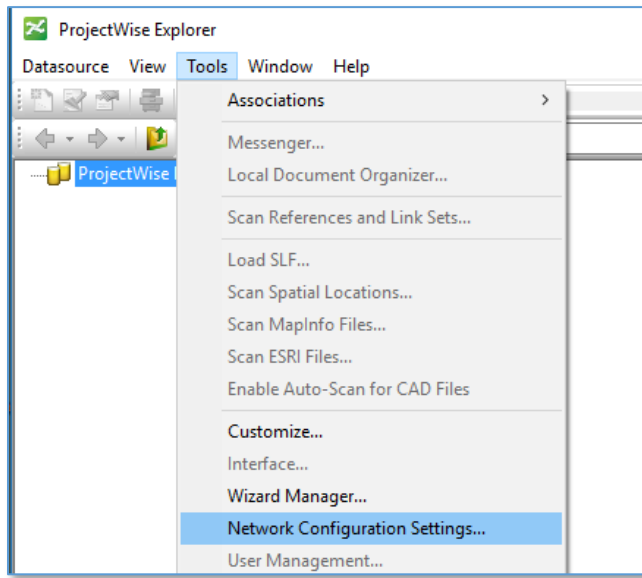 ProjectWise Explorer
Datasource View Tools Window Help
Associations
Messenger...
ProjectWise
Local Document Organizer...
Scan References and Link Sets...
Load SLF...
Scan Spatial Locations...
Scan MapInfo Files...
Scan ESRI Files...
Enable Auto-Scan for CAD Files
Customize...
Interface...
Wizard Manager...
Network Configuration Settings...
User Management...